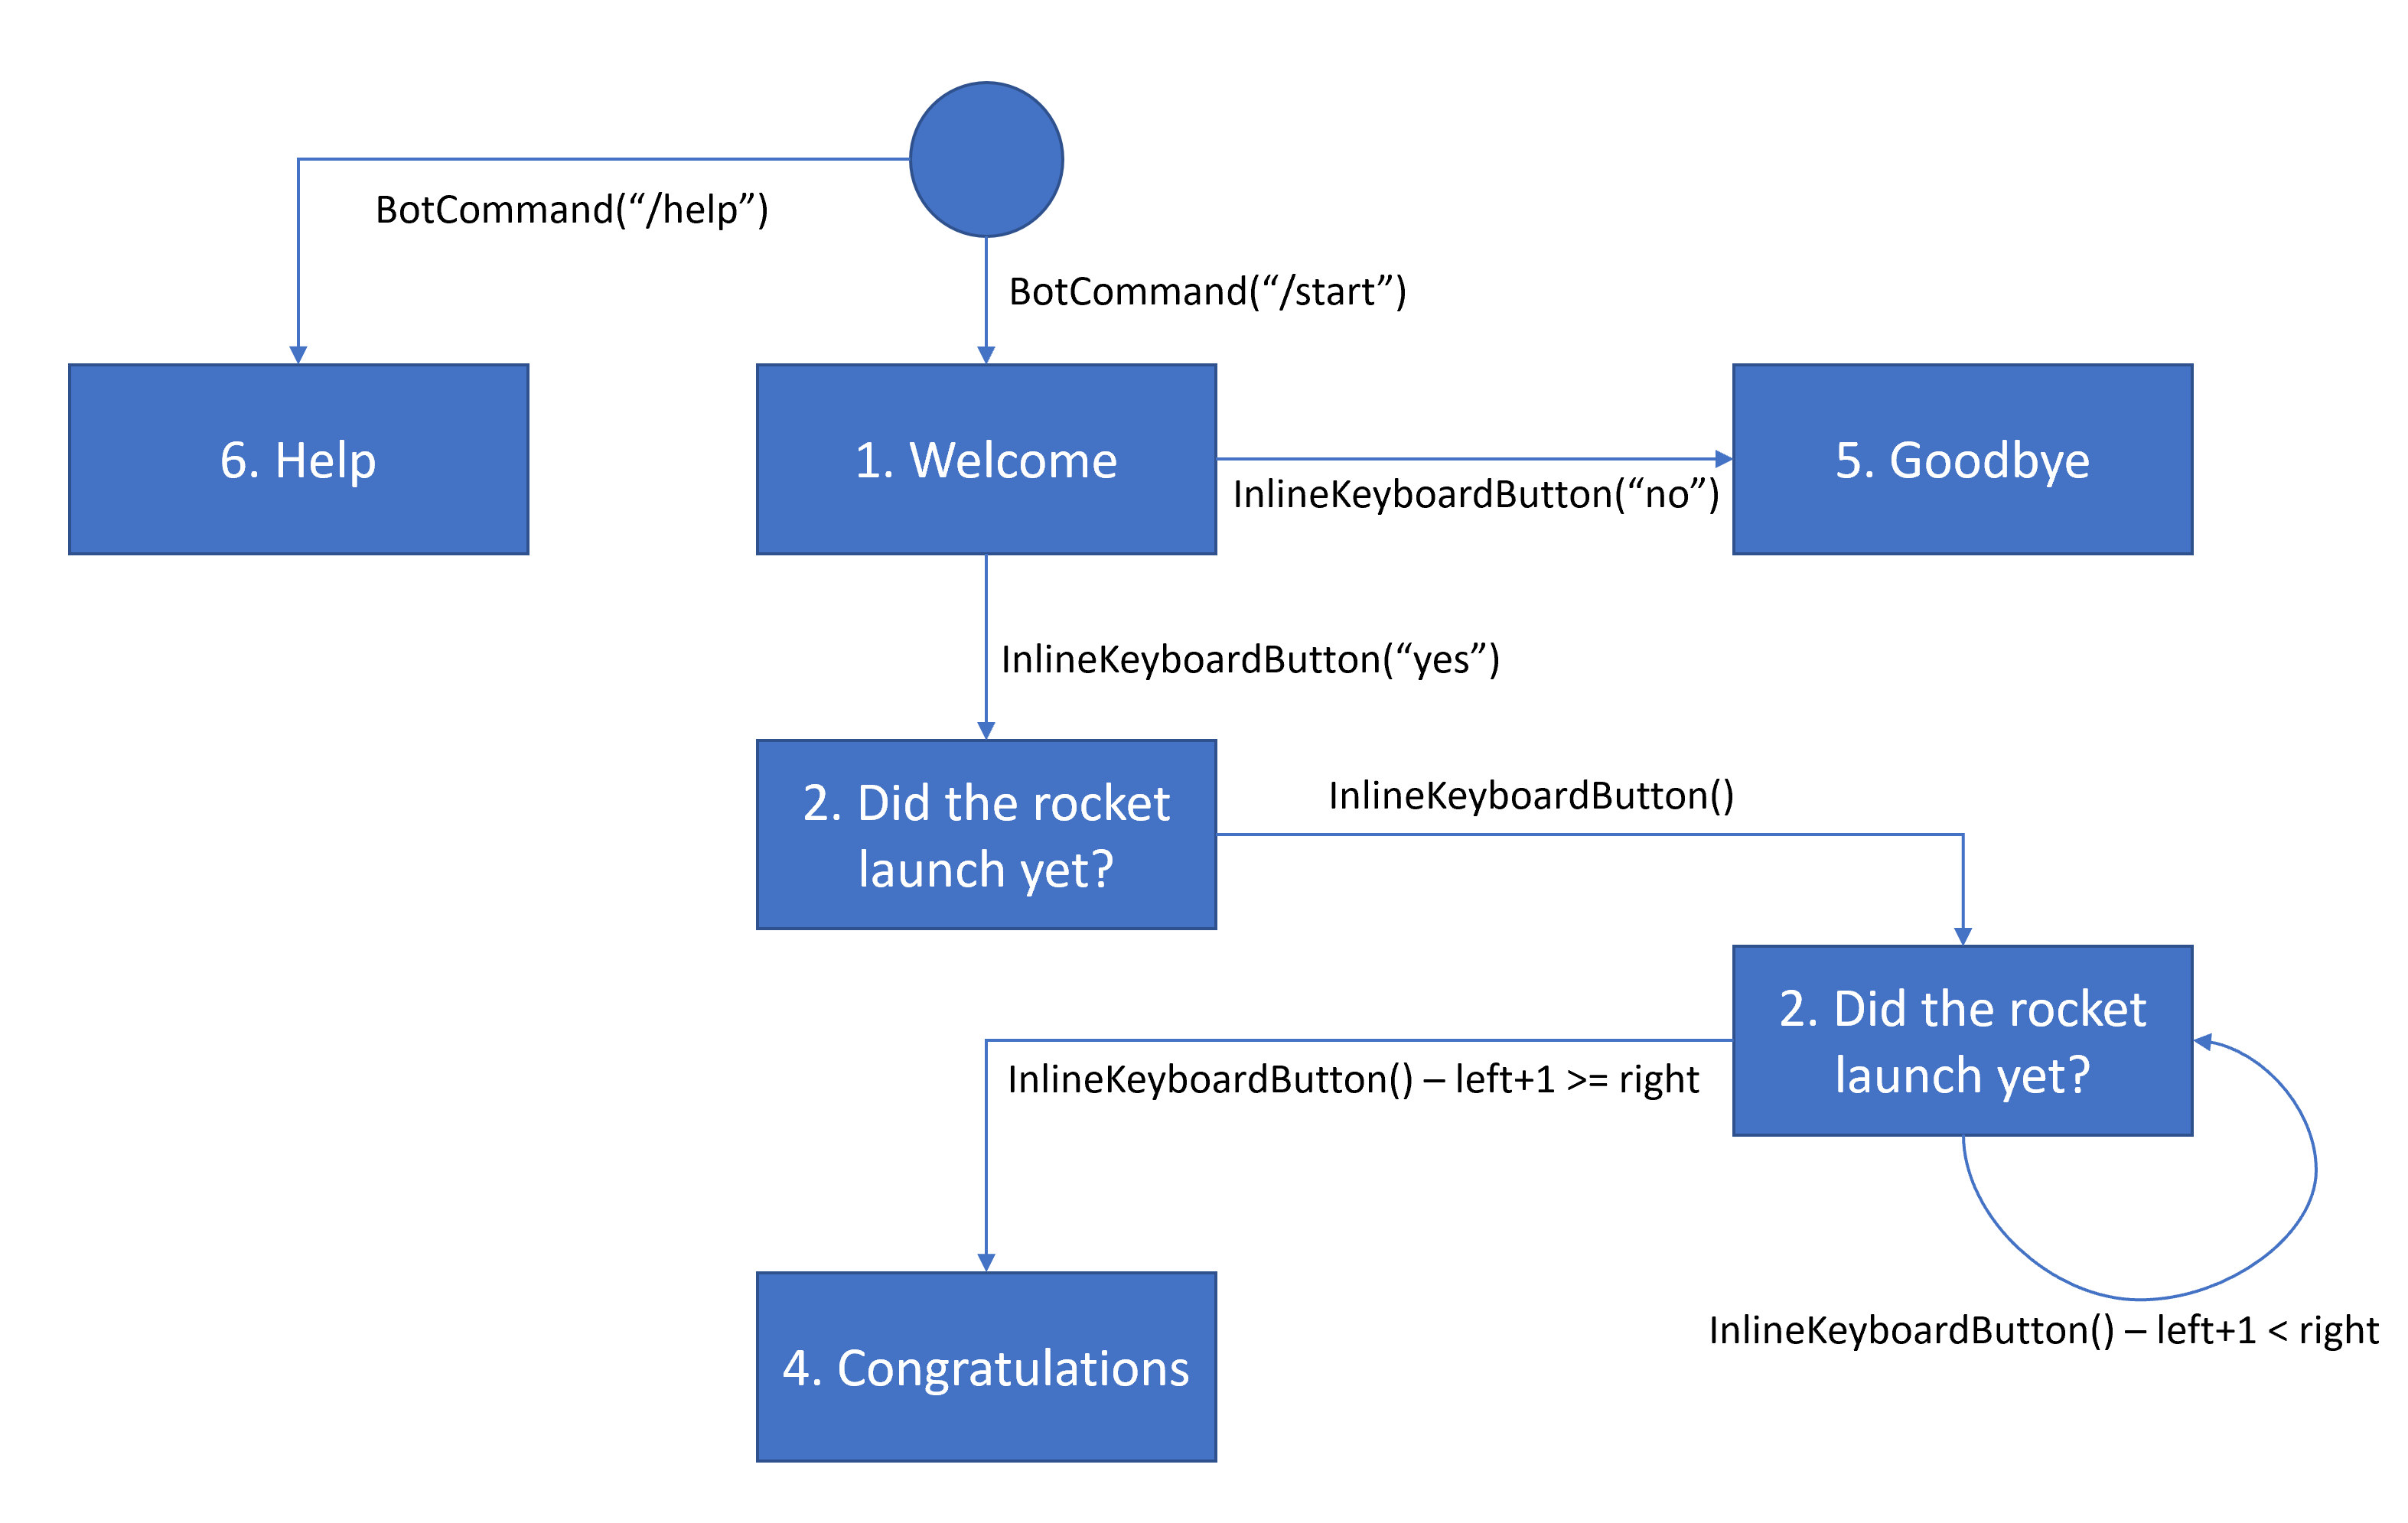 BotCommand(“/help”)
BotCommand(“/start”)
6. Help
1. Welcome
InlineKeyboardButton(“no”)
5. Goodbye
InlineKeyboardButton(“yes”)
2. Did the rocket
launch yet?
InlineKeyboardButton()
2. Did the rocket
launch yet?
InlineKeyboardButton() – left+1 >= right
InlineKeyboardButton() – left+1 < right
4. Congratulations